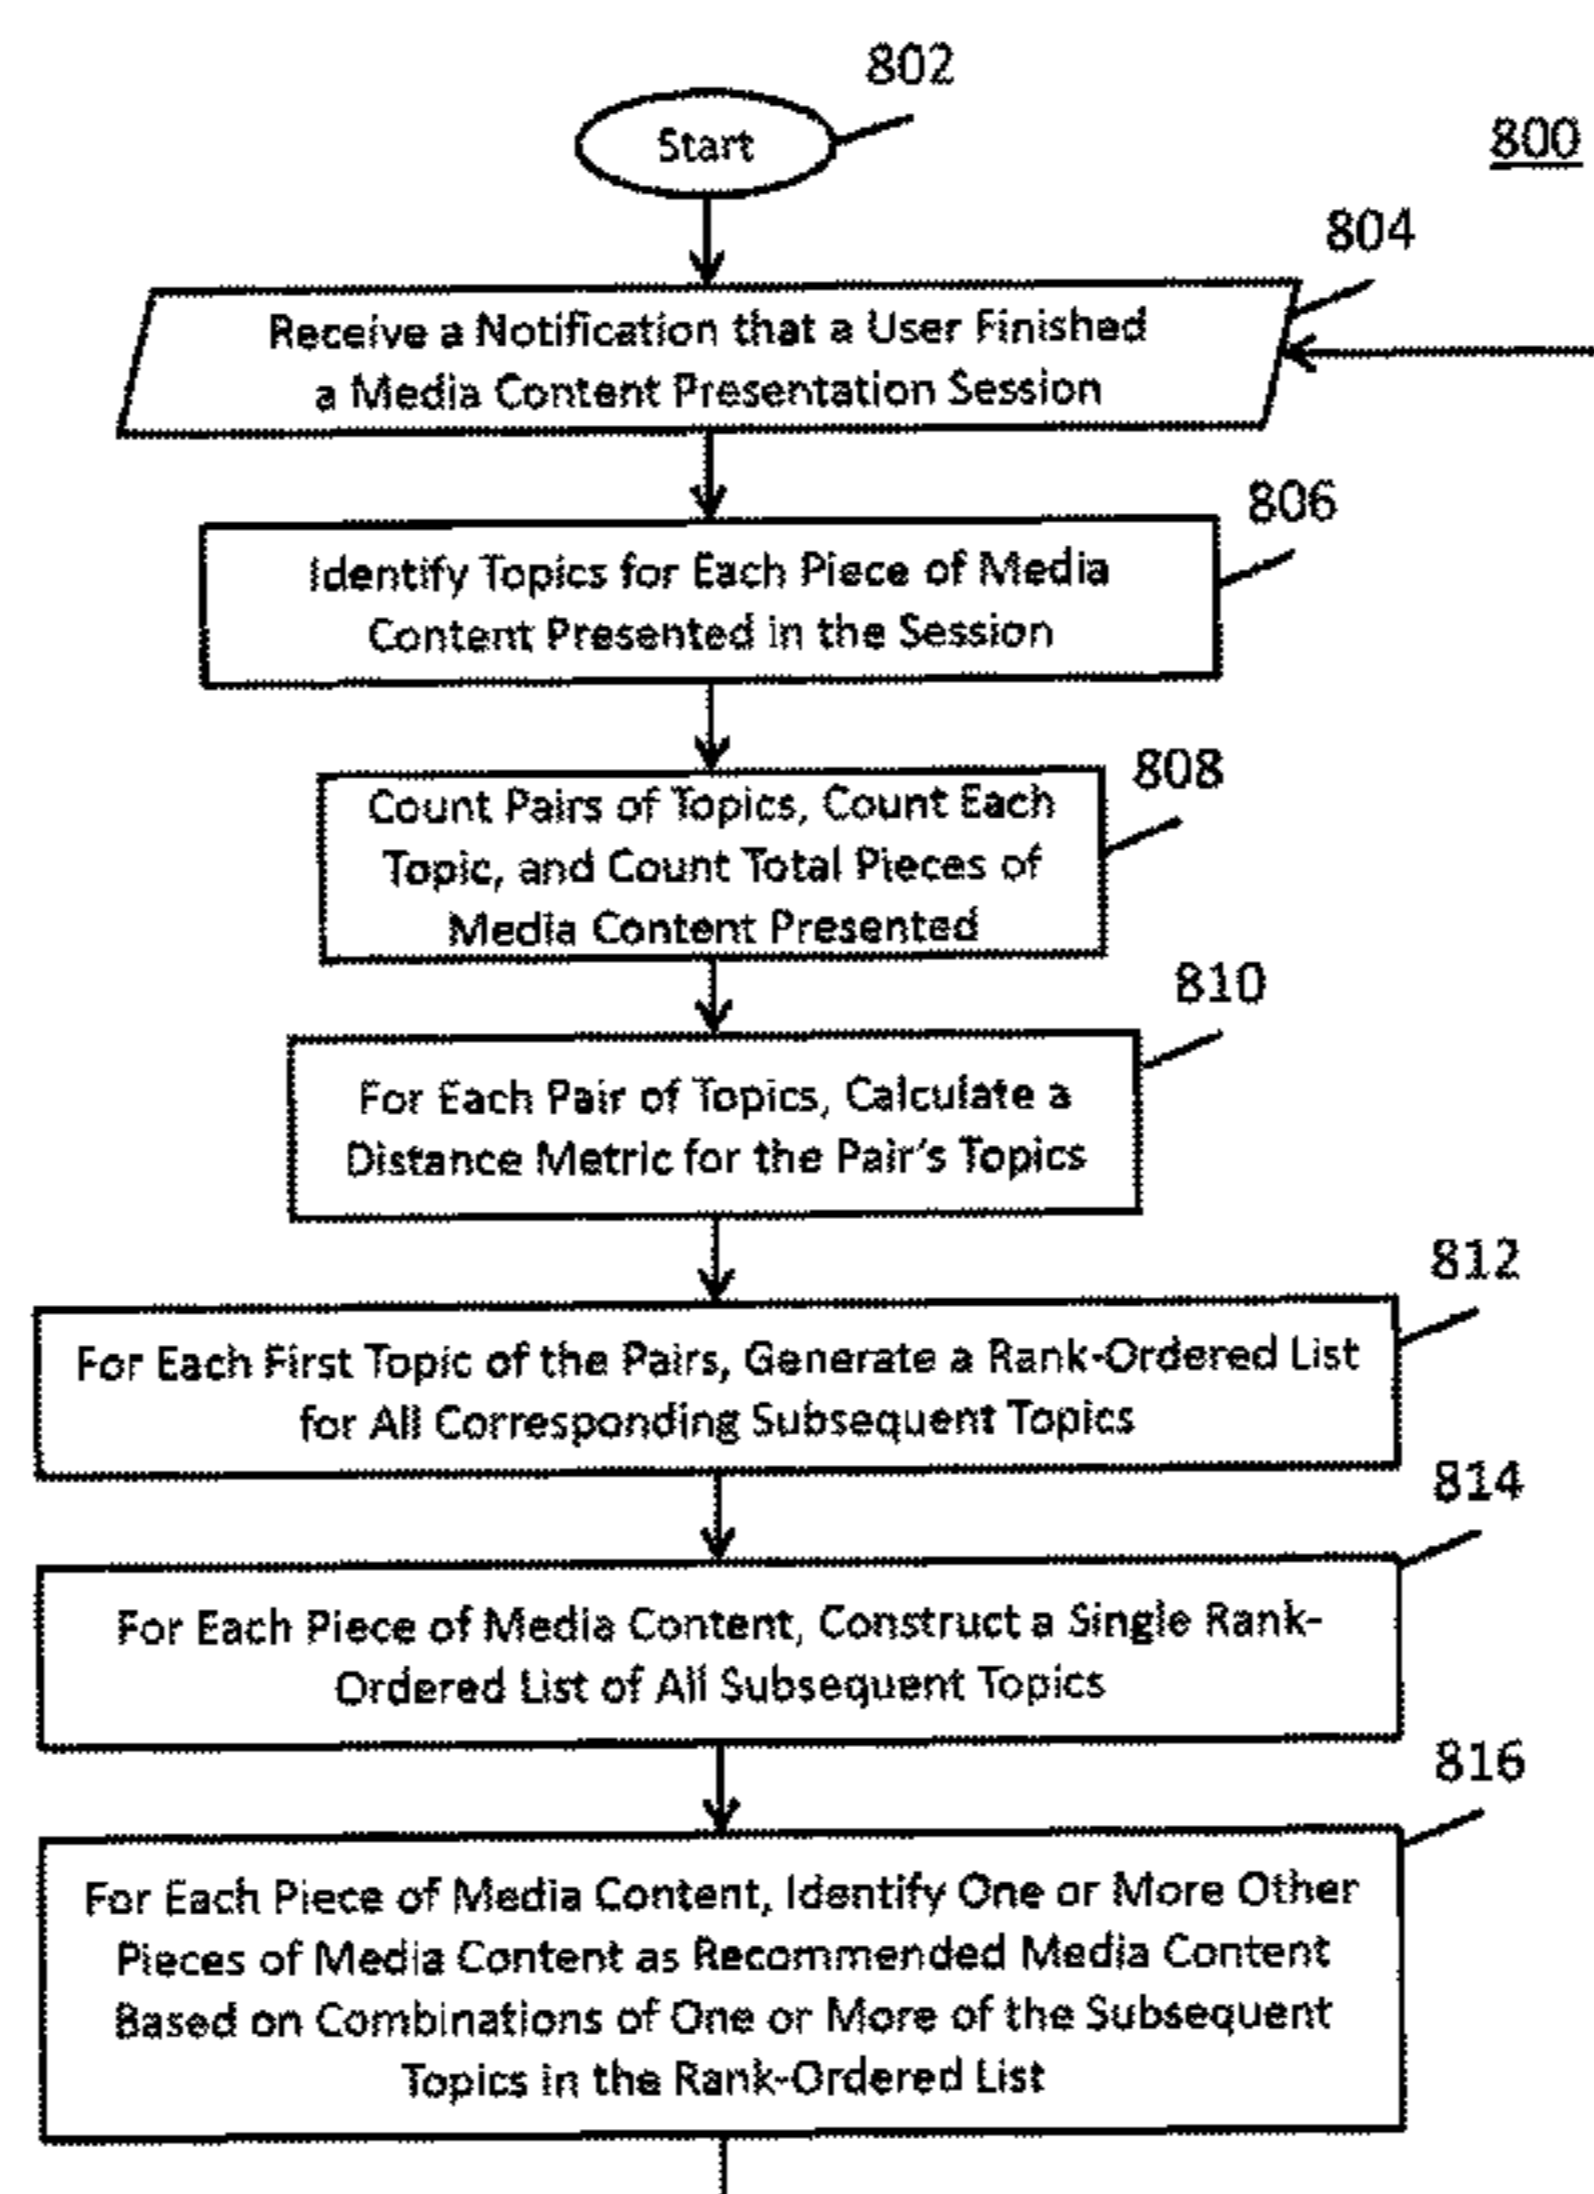 802
Start
800
804
Receive a Notification that a User Finished
a Media Content Presentation Session
806
Identify Topics for Each Piece of Media
Content Presented in the Session
808
Count Pairs of Topics, Count Each
Topic, and Count Total Pieces of
Media Content Presented
810
For Each Pair of Topics, Calculate a
Distance Metric for the Pair's Topics
812
For Each First Topic of the Pairs, Generate a Rank-Ordered List
for All Corresponding Subsequent Topics
814
For Each Piece of Media Content, Construct a Single Rank-
Ordered List of All Subsequent Topics
816
For Each Piece of Media Content, Identify One or More Other
Pieces of Media Content as Recommended Media Content
Based on Combinations of One or More of the Subsequent
Topics in the Rank-Ordered List